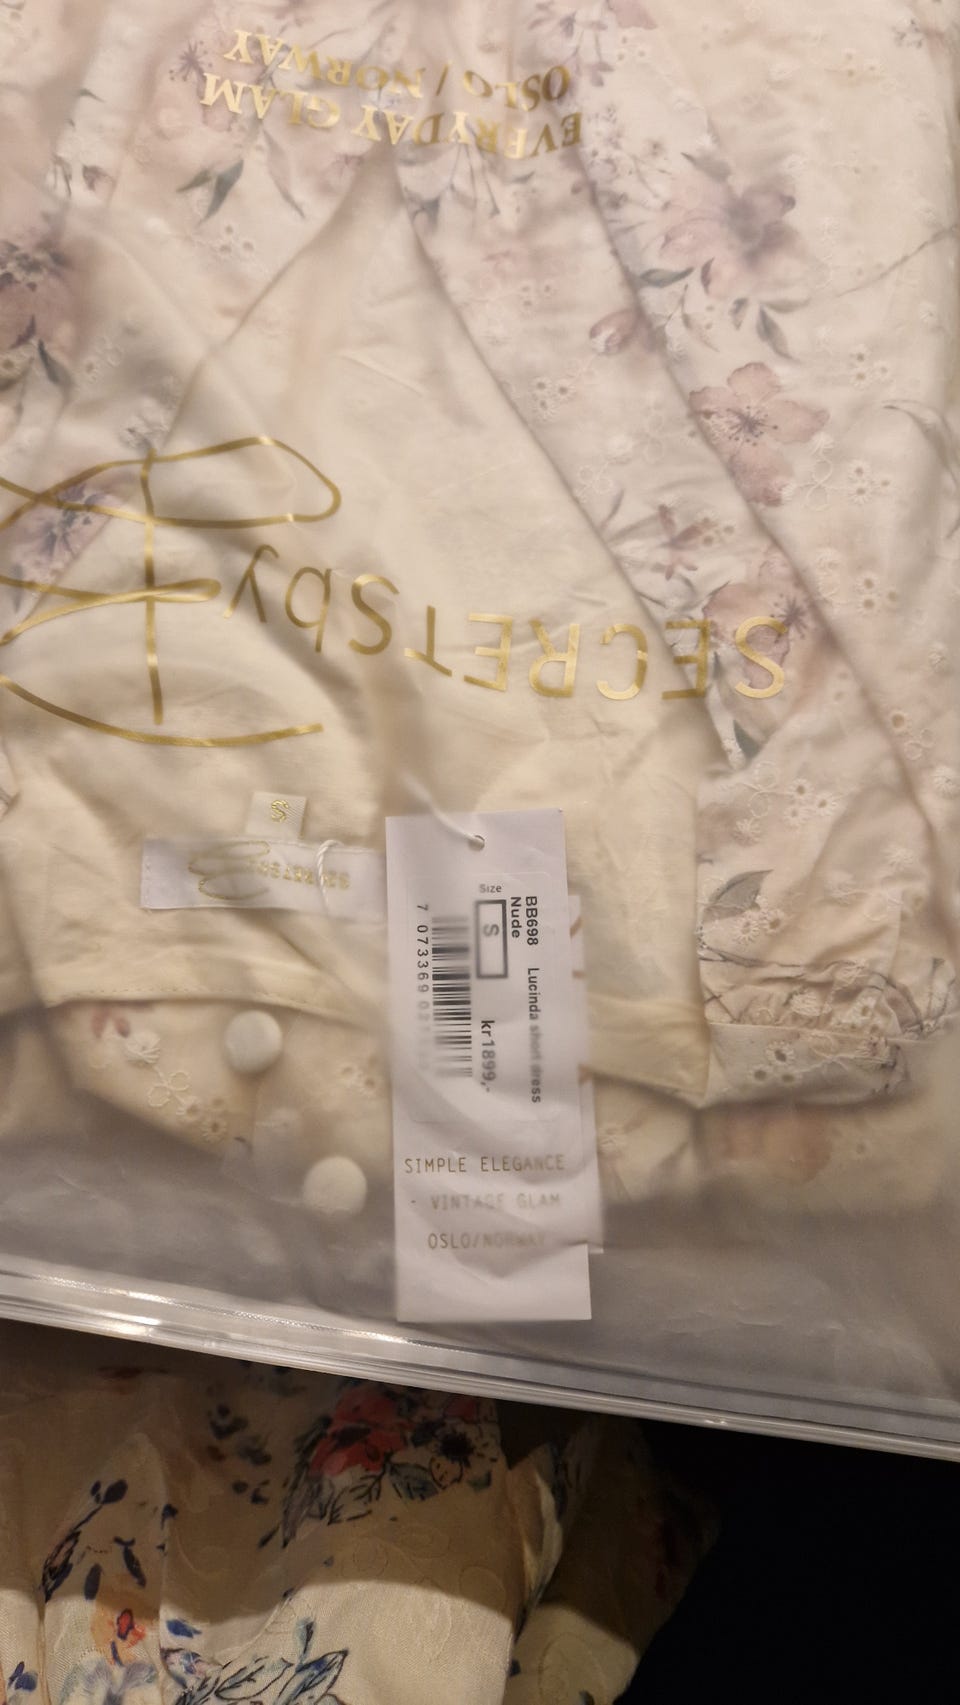 SECRETSby
EVERYDAY GLAM
OSLO / NORWAY
S
SECRETSby
BB698 Lucinda short dress
Nude
Size
S
kr1899,-
7 073369
SIMPLE ELEGANCE
- VINTAGE GLAM
OSLO/NORWAY